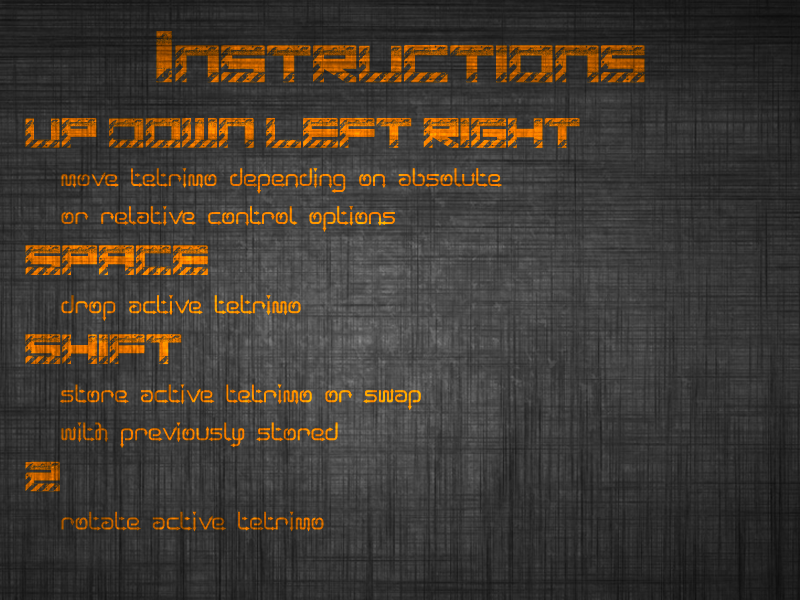 Instructions
UP DOWN LEFT RIGHT
move tetrimo depending on absolute
or relative control options
SPACE
drop active tetrimo
SHIFT
store active tetrimo or swap
with previously stored
a
rotate active tetrimo